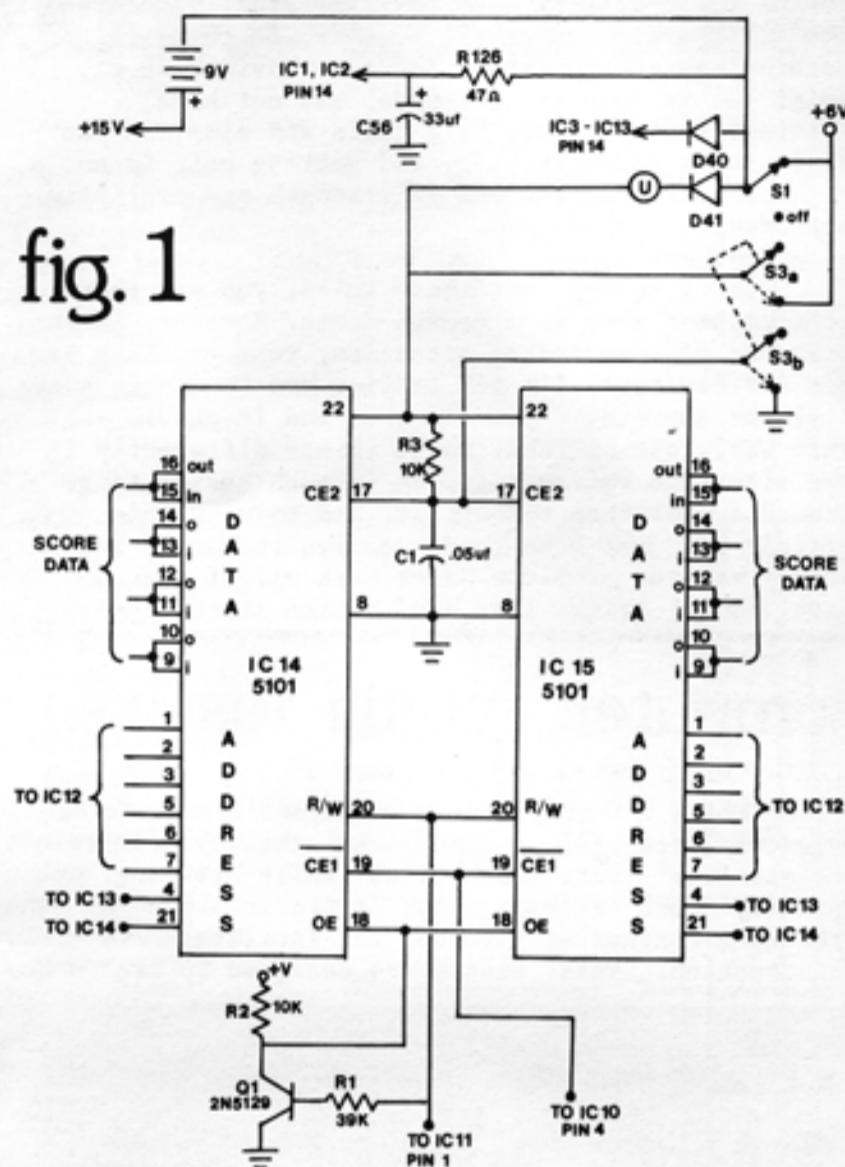 fig. 1
9V
+
+15V
IC1, IC2
PIN 14
R126
47Ω
+
C56
33uf
IC3 - IC13
PIN 14
D40
U
D41
S1
off
+6V
S3a
S3b
22
R3
10K
22
CE2
17
17
CE2
C1
.05uf
8
8
16
out
15
in
14
o
13
i
12
o
11
i
10
o
9
i
SCORE
DATA
DATA
IC 14
5101
out
16
in
15
o
14
i
13
o
12
i
11
o
10
i
9
SCORE
DATA
DATA
IC 15
5101
1
2
3
5
6
7
4
21
TO IC12
TO IC13
TO IC14
ADDRESS
R/W
20
20
R/W
CE1
19
19
CE1
OE
18
18
OE
ADDRESS
1
2
3
5
6
7
4
21
TO IC12
TO IC13
TO IC14
+V
R2
10K
Q1
2N5129
R1
39K
TO IC11
PIN 1
TO IC10
PIN 4